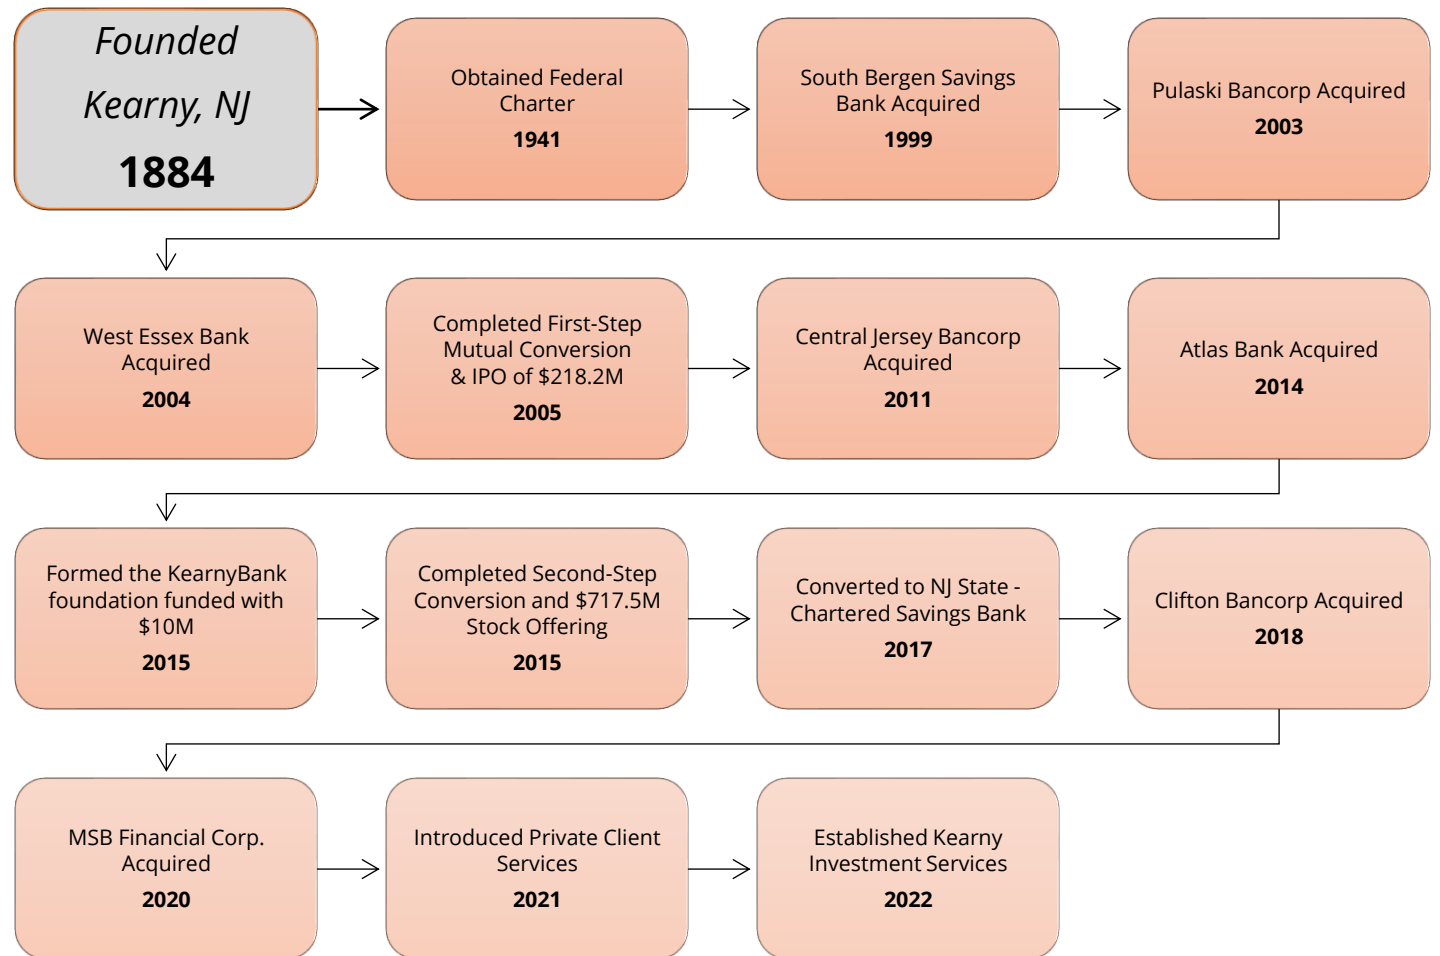 Founded
Kearny, NJ
1884
Obtained Federal
Charter
1941
South Bergen Savings
Bank Acquired
1999
Pulaski Bancorp Acquired
2003
West Essex Bank
Acquired
2004
Completed First-Step
Mutual Conversion
& IPO of $218.2M
2005
Central Jersey Bancorp
Acquired
2011
Atlas Bank Acquired
2014
Formed the KearnyBank
foundation funded with
$10M
2015
Completed Second-Step
Conversion and $717.5M
Stock Offering
2015
Converted to NJ State -
Chartered Savings Bank
2017
Clifton Bancorp Acquired
2018
MSB Financial Corp.
Acquired
2020
Introduced Private Client
Services
2021
Established Kearny
Investment Services
2022